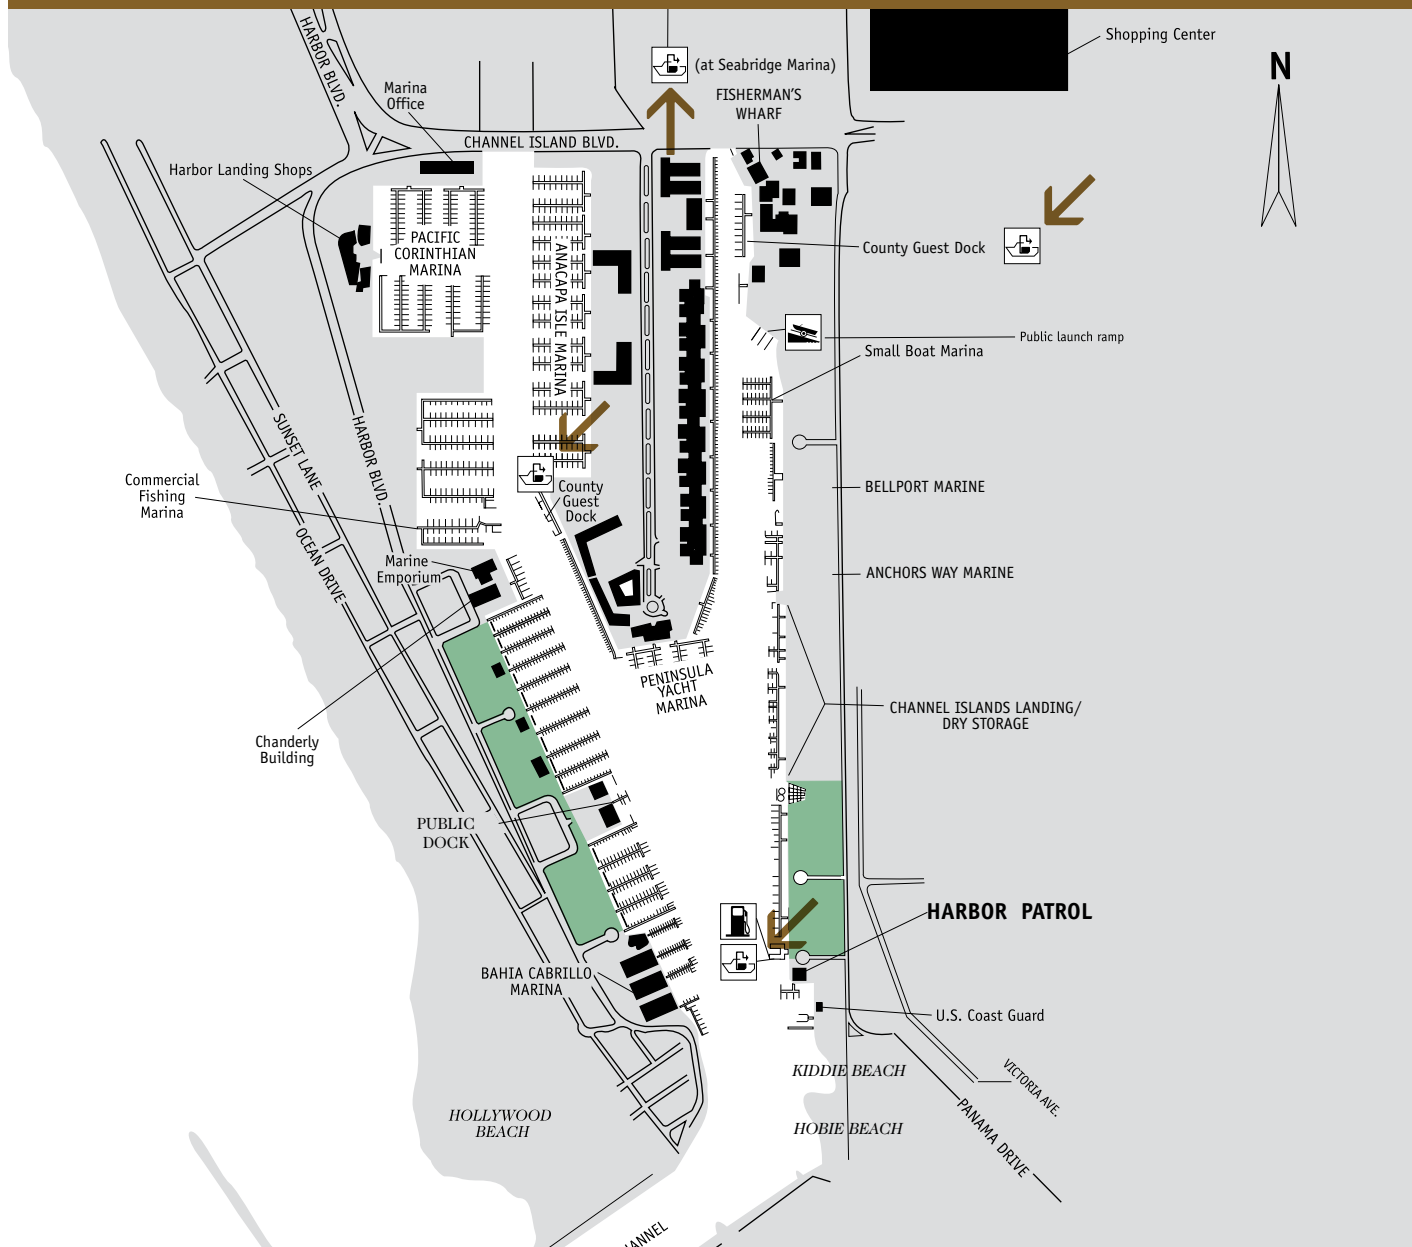 Shopping Center
HARBOR BLVD.
(at Seabridge Marina)
N
Marina
Office
FISHERMAN'S
WHARF
CHANNEL ISLAND BLVD.
Harbor Landing Shops
PACIFIC
CORINTHIAN
MARINA
ANACAPA ISLE MARINA
County Guest Dock
Public launch ramp
Small Boat Marina
SUNSET LANE
HARBOR BLVD.
Commercial
Fishing
Marina
County
Guest
Dock
BELLPORT MARINE
OCEAN DRIVE
Marine
Emporium
ANCHORS WAY MARINE
PENINSULA
YACHT
MARINA
CHANNEL ISLANDS LANDING/
DRY STORAGE
Chanderly
Building
PUBLIC
DOCK
HARBOR PATROL
BAHIA CABRILLO
MARINA
U.S. Coast Guard
KIDDIE BEACH
VICTORIA AVE.
HOLLYWOOD
BEACH
HOBIE BEACH
PANAMA DRIVE
HANNEL